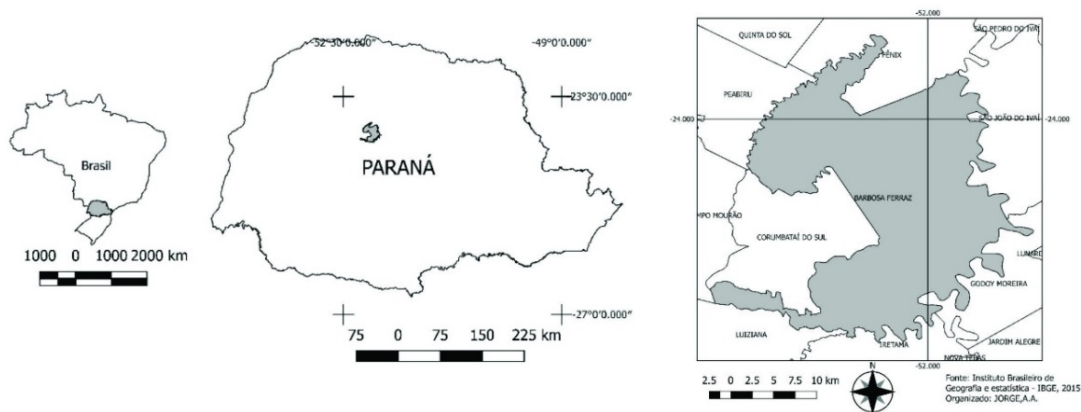 Brasil
1000 0 1000 2000 km
-52°30'0.000"
-49°0'0.000"
-23°30'0.000"
PARANÁ
-27°0'0.000"
75 0 75 150 225 km
-52.000
QUINTA DO SOL
SÃO PEDRO DO IVAÍ
FÊNIX
PEABIRU
-24.000
SÃO JOÃO DO IVAÍ
-24.000
BARBOSA FERRAZ
MPO MOURÃO
CORUMBATAÍ DO SUL
GODOY MOREIRA
LUIZIANA
IRETAMA
JARDIM ALEGRE
-52.000
N
2.5 0 2.5 5 7.5 10 km
Fonte: Instituto Brasileiro de
Geografia e estatística - IBGE, 2015
Organizado: JORGE,A.A.